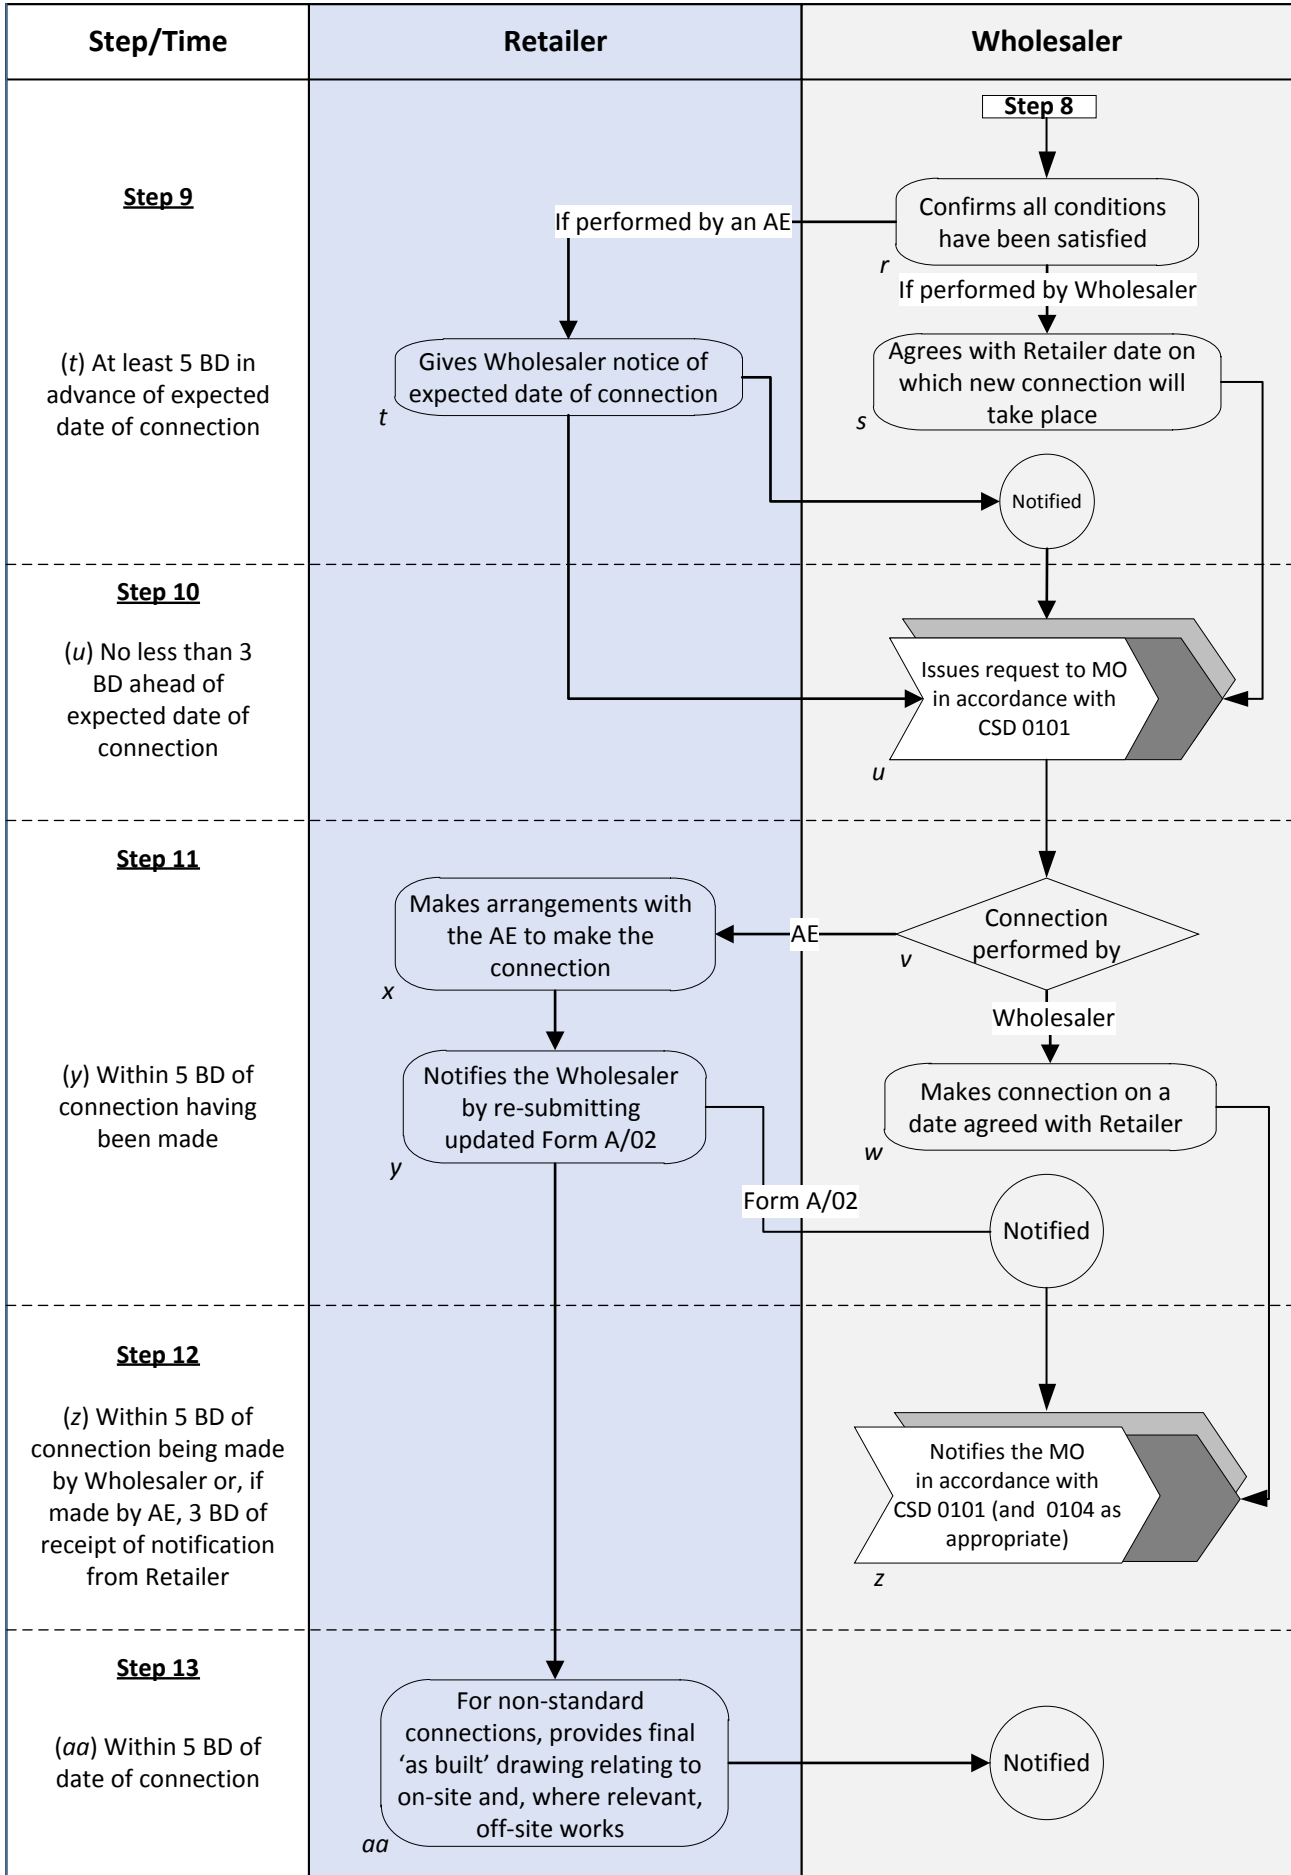 Step/Time
Retailer
Wholesaler
Step 8
Step 9
Confirms all conditions
have been satisfied
r
If performed by an AE
If performed by Wholesaler
(t) At least 5 BD in
advance of expected
date of connection
Gives Wholesaler notice of
expected date of connection
t
Agrees with Retailer date on
which new connection will
take place
s
Notified
Step 10
(u) No less than 3
BD ahead of
expected date of
connection
Issues request to MO
in accordance with
CSD 0101
u
Step 11
Connection
performed by
v
AE
Makes arrangements with
the AE to make the
connection
x
Wholesaler
(y) Within 5 BD of
connection having
been made
Notifies the Wholesaler
by re-submitting
updated Form A/02
y
Makes connection on a
date agreed with Retailer
w
Form A/02
Notified
Step 12
(z) Within 5 BD of
connection being made
by Wholesaler or, if
made by AE, 3 BD of
receipt of notification
from Retailer
Notifies the MO
in accordance with
CSD 0101 (and 0104 as
appropriate)
z
Step 13
(aa) Within 5 BD of
date of connection
For non-standard
connections, provides final
‘as built’ drawing relating to
on-site and, where relevant,
off-site works
aa
Notified